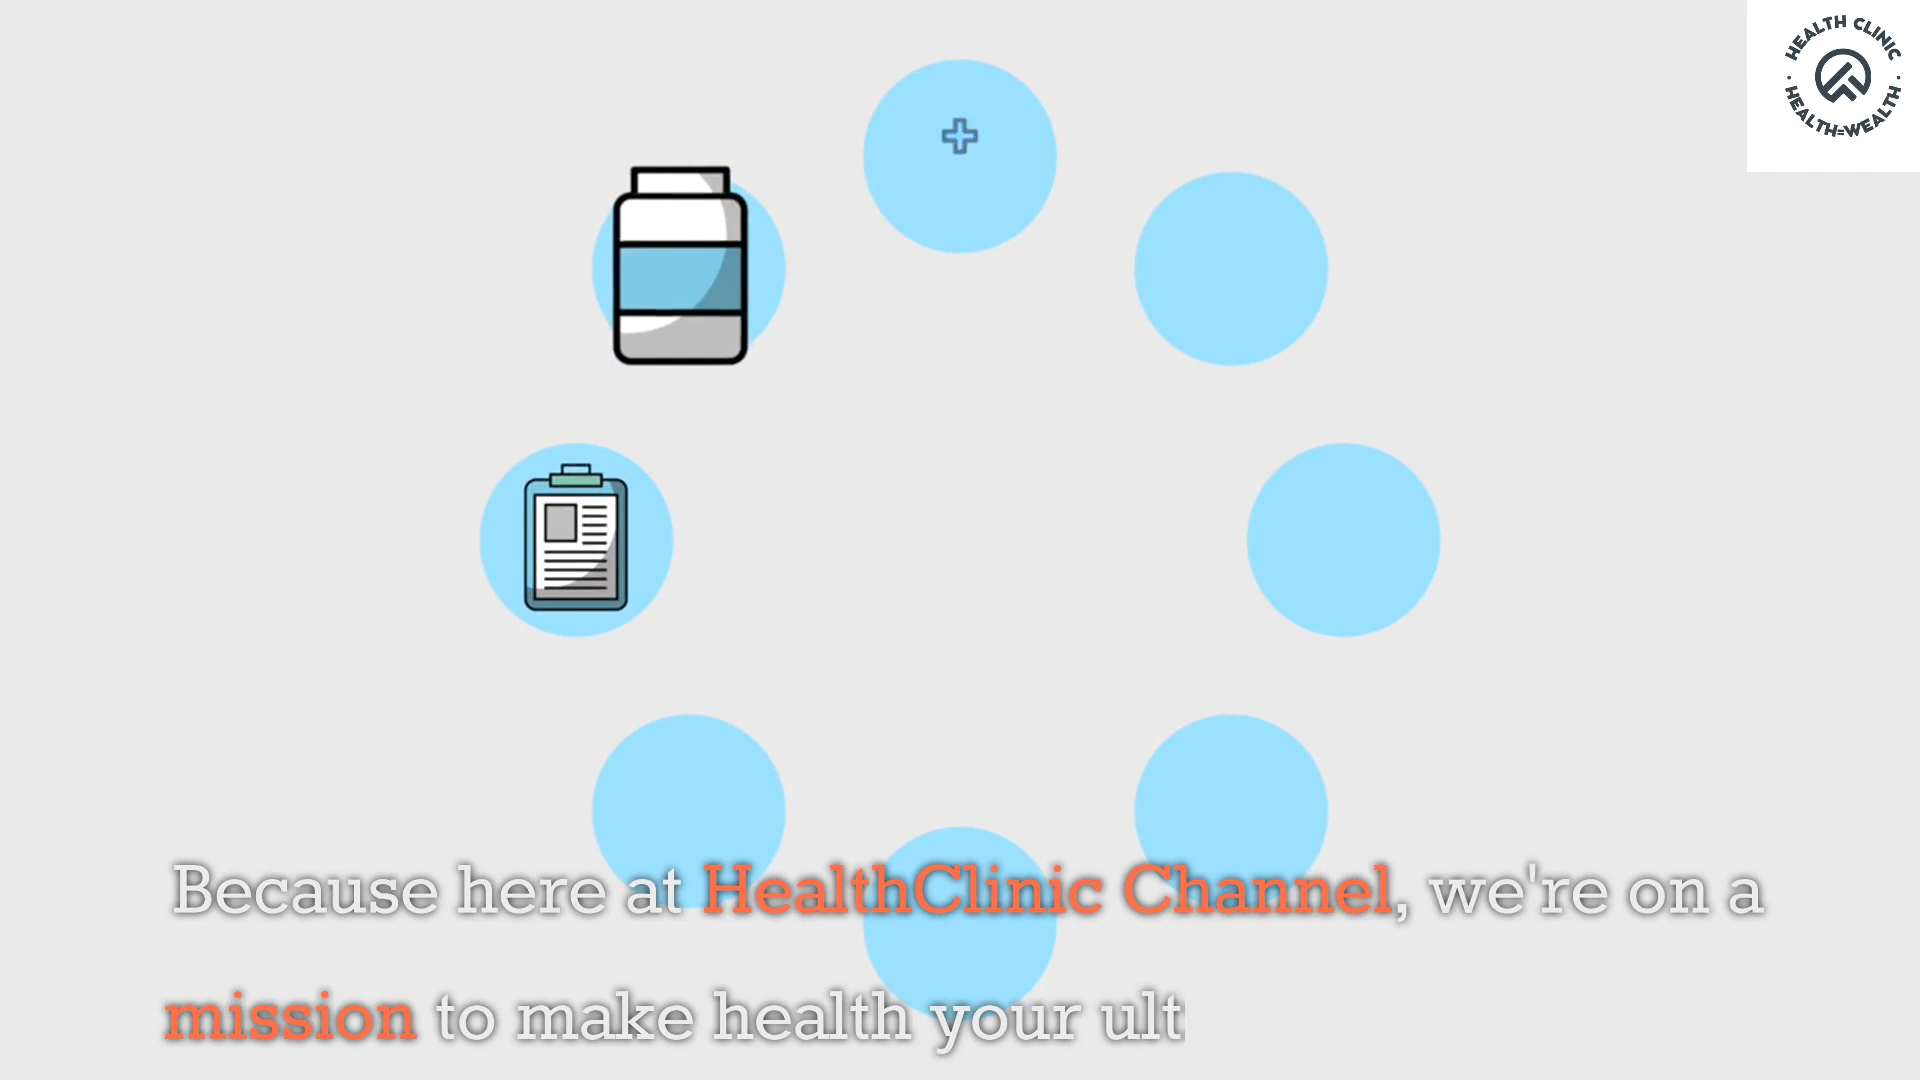 HEALTH CLINIC
· HEALTH=WEALTH ·
Because here at HealthClinic Channel, we're on a
mission to make health your ult